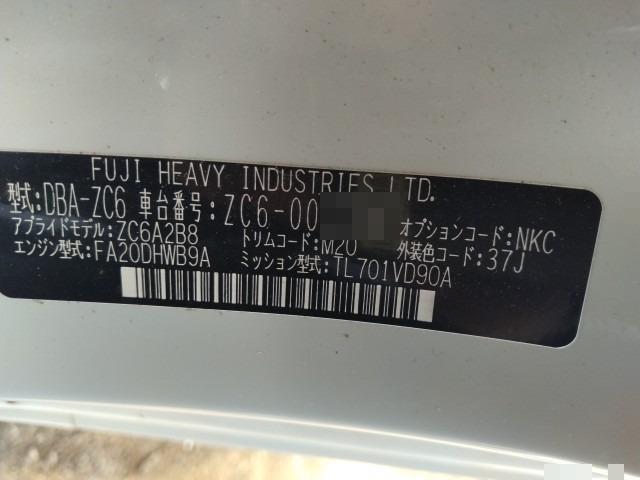 FUJI HEAVY INDUSTRIES LTD.
型式:DBA-ZC6 車台番号:ZC6-00
アプライドモデル:ZC6A2B8 トリムコード:M20 オプションコード:NKC
エンジン型式:FA20DHWB9A ミッション型式:TL701VD90A 外装色コード:37J